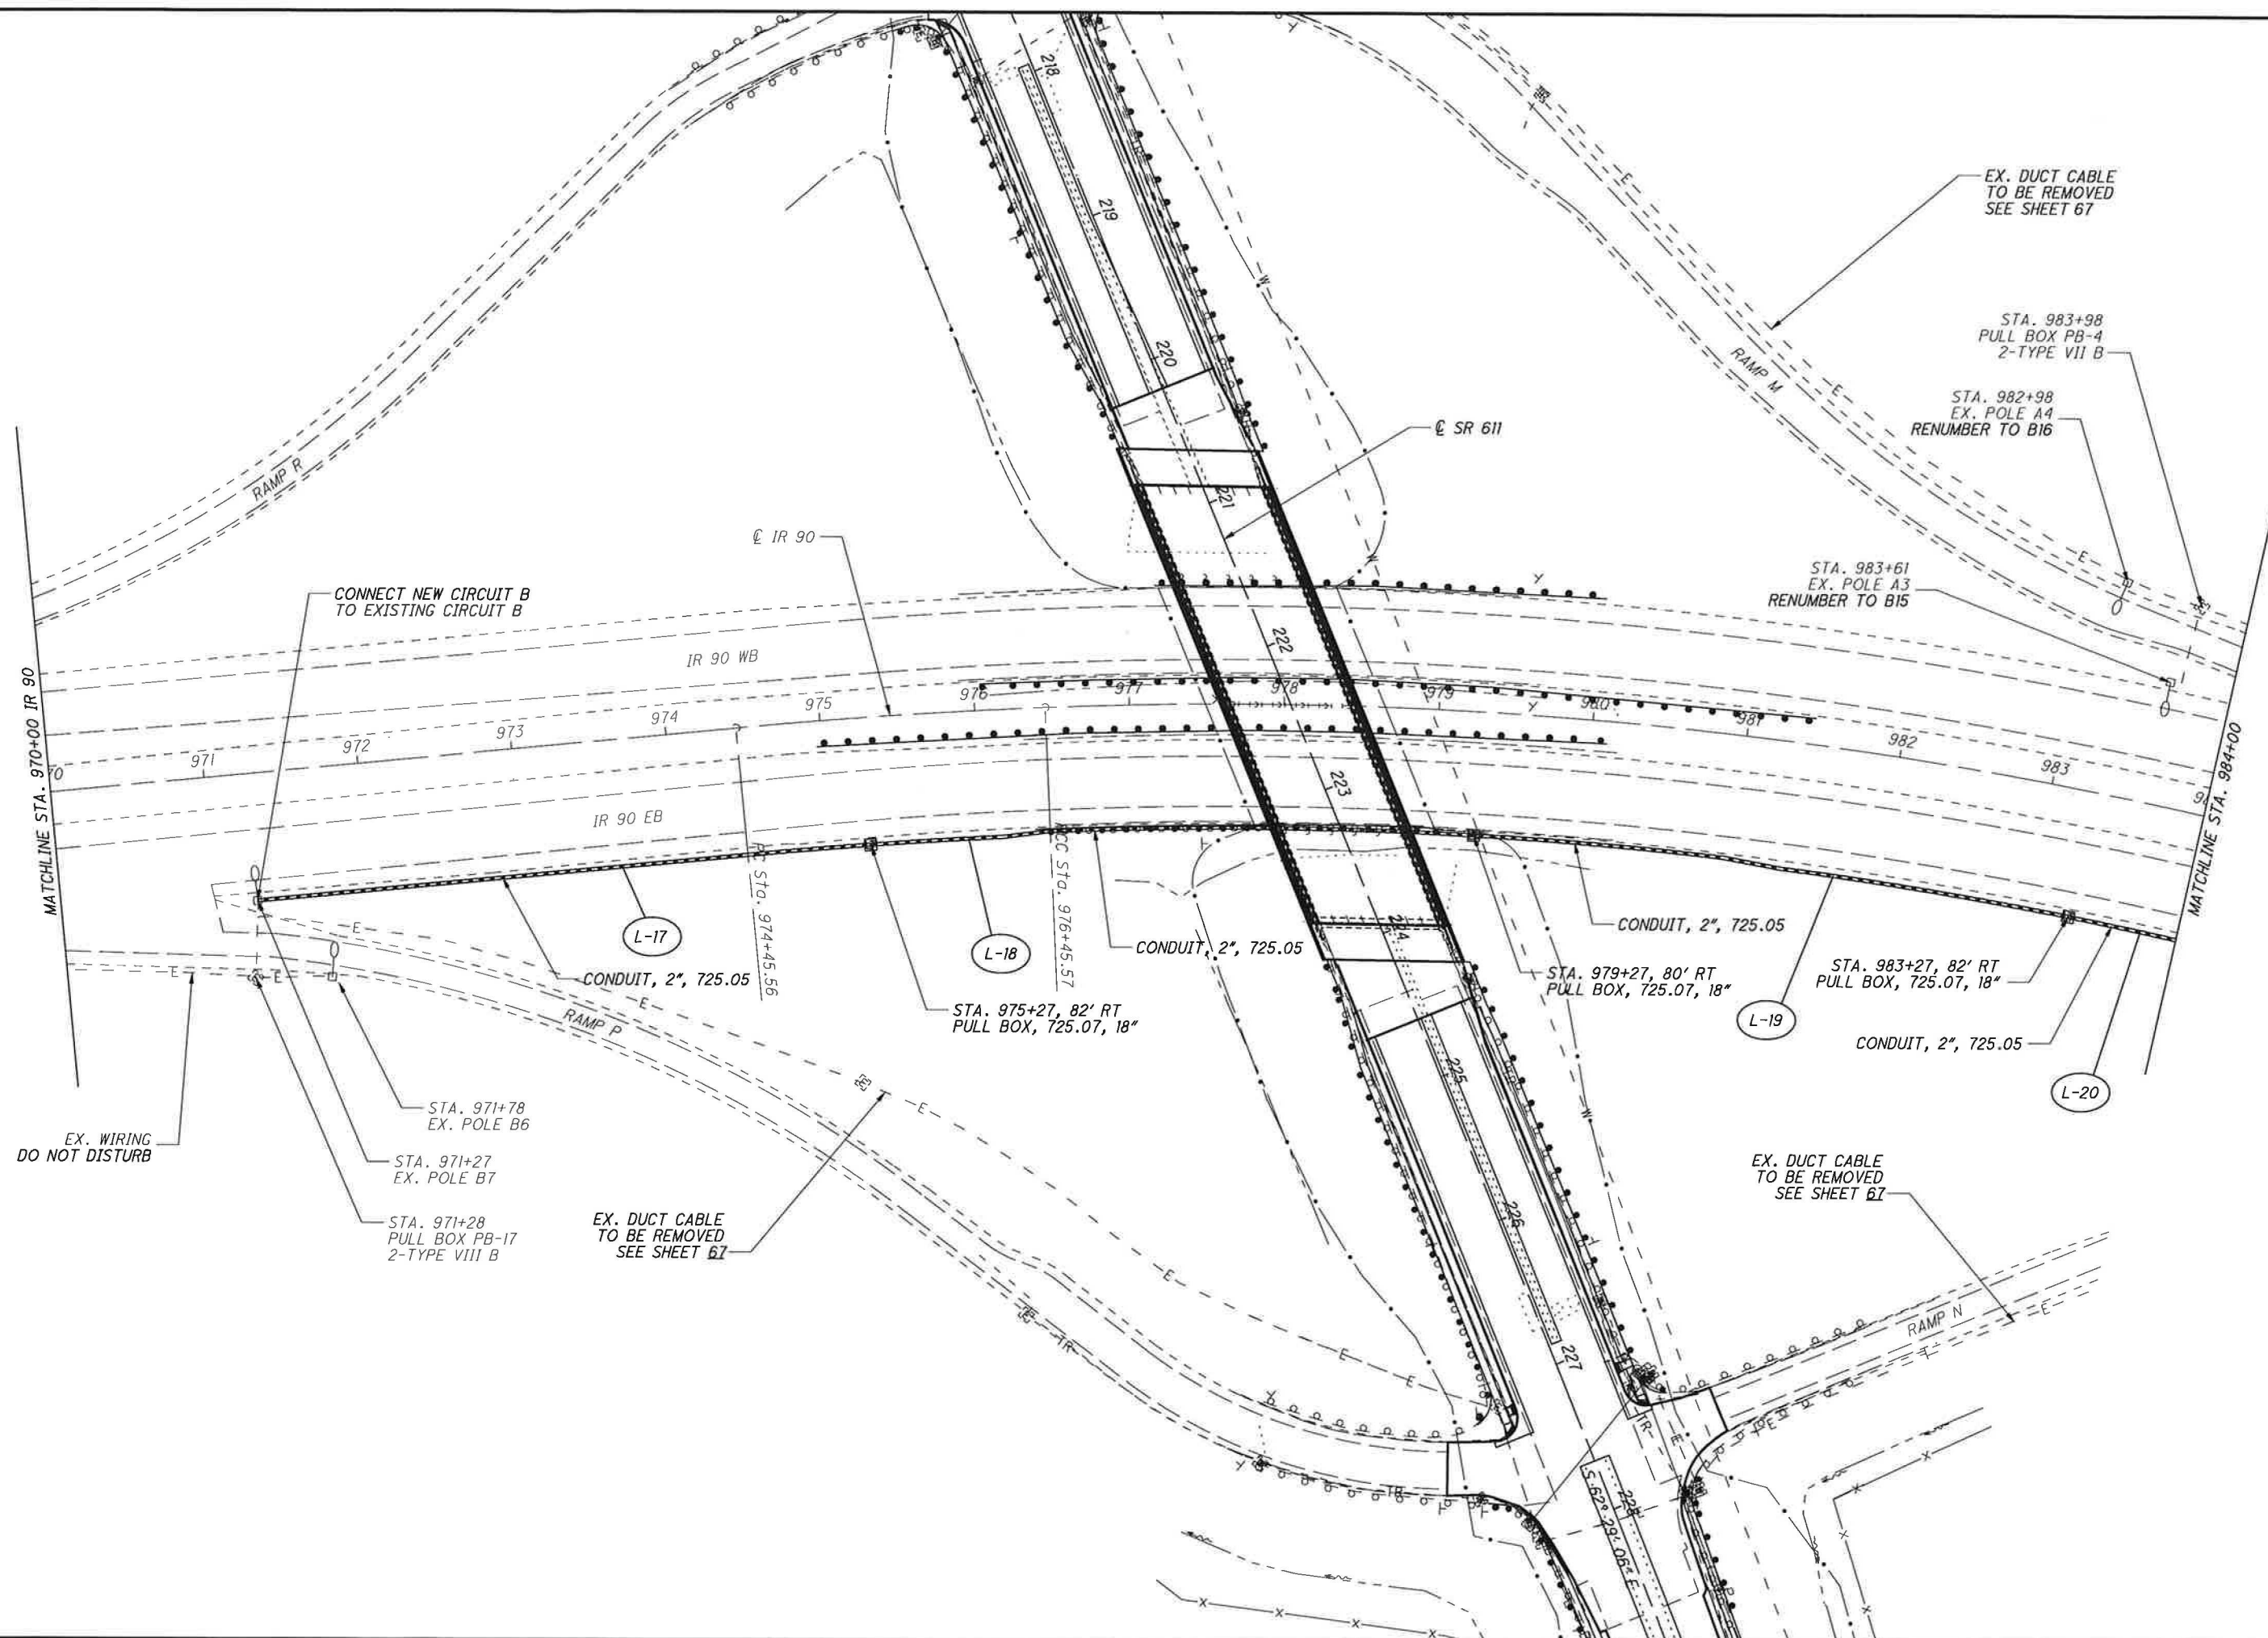 218
219
220
221
222
223
224
225
226
227
228
S 62° 29' 06" E
EX. DUCT CABLE
TO BE REMOVED
SEE SHEET 67
STA. 983+98
PULL BOX PB-4
2-TYPE VII B
RAMP M
STA. 982+98
EX. POLE A4
RENUMBER TO B16
℄ SR 611
RAMP R
℄ IR 90
STA. 983+61
EX. POLE A3
RENUMBER TO B15
CONNECT NEW CIRCUIT B
TO EXISTING CIRCUIT B
IR 90 WB
MATCHLINE STA. 970+00 IR 90
971
972
973
974
975
976
977
978
979
980
981
982
983
MATCHLINE STA. 984+00
IR 90 EB
PC Sta. 974+45.56
PCC Sta. 976+45.57
L-17
L-18
CONDUIT, 2", 725.05
CONDUIT, 2", 725.05
CONDUIT, 2", 725.05
STA. 975+27, 82' RT
PULL BOX, 725.07, 18"
STA. 979+27, 80' RT
PULL BOX, 725.07, 18"
STA. 983+27, 82' RT
PULL BOX, 725.07, 18"
L-19
CONDUIT, 2", 725.05
L-20
RAMP P
STA. 971+78
EX. POLE B6
EX. WIRING
DO NOT DISTURB
STA. 971+27
EX. POLE B7
STA. 971+28
PULL BOX PB-17
2-TYPE VIII B
EX. DUCT CABLE
TO BE REMOVED
SEE SHEET 67
EX. DUCT CABLE
TO BE REMOVED
SEE SHEET 67
RAMP N